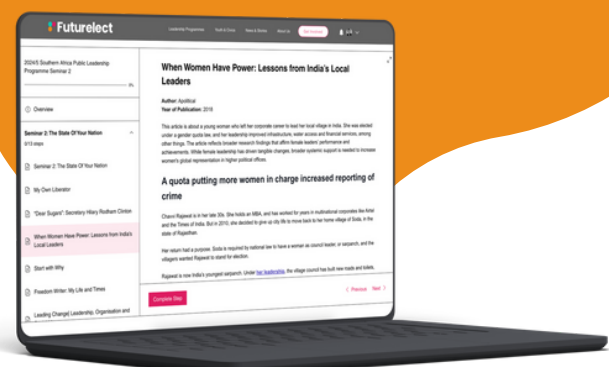 Futurelect
Leadership Programmes
Youth & Civics
News & Stories
About Us
Get Involved
2024/5 Southern Africa Public Leadership
Programme Seminar 2
0%
Overview
Seminar 2: The State Of Your Nation
0/13 steps
Seminar 2: The State Of Your Nation
My Own Liberator
"Dear Sugars": Secretary Hilary Rodham Clinton
When Women Have Power: Lessons from India's
Local Leaders
Start with Why
Freedom Writer: My Life and Times
Leading Change| Leadership, Organisation and
When Women Have Power: Lessons from India's Local
Leaders
Author: Apolitical
Year of Publication: 2018
This article is about a young woman who left her corporate career to lead her local village in India. She was elected
under a gender quota law, and her leadership improved infrastructure, water access and financial services, among
other things. The article reflects broader research findings that affirm female leaders' performance and
achievements. While female leadership has driven tangible changes, broader systemic support is needed to increase
women's global representation in higher political offices.
A quota putting more women in charge increased reporting of
crime
Chavvi Rajawat is in her late 30s. She holds an MBA, and has worked for years in multinational corporates like Airtel
and the Times of India. But in 2010, she decided to give up city life to move back to her home village of Soda, in the
state of Rajasthan.
Her return had a purpose. Soda is required by national law to have a woman as council leader, or sarpanch, and the
villagers wanted Rajawat to stand for election.
Rajawat is now India's youngest sarpanch. Under her leadership, the village council has built new roads and toilets,
Complete Step
Previous
Next